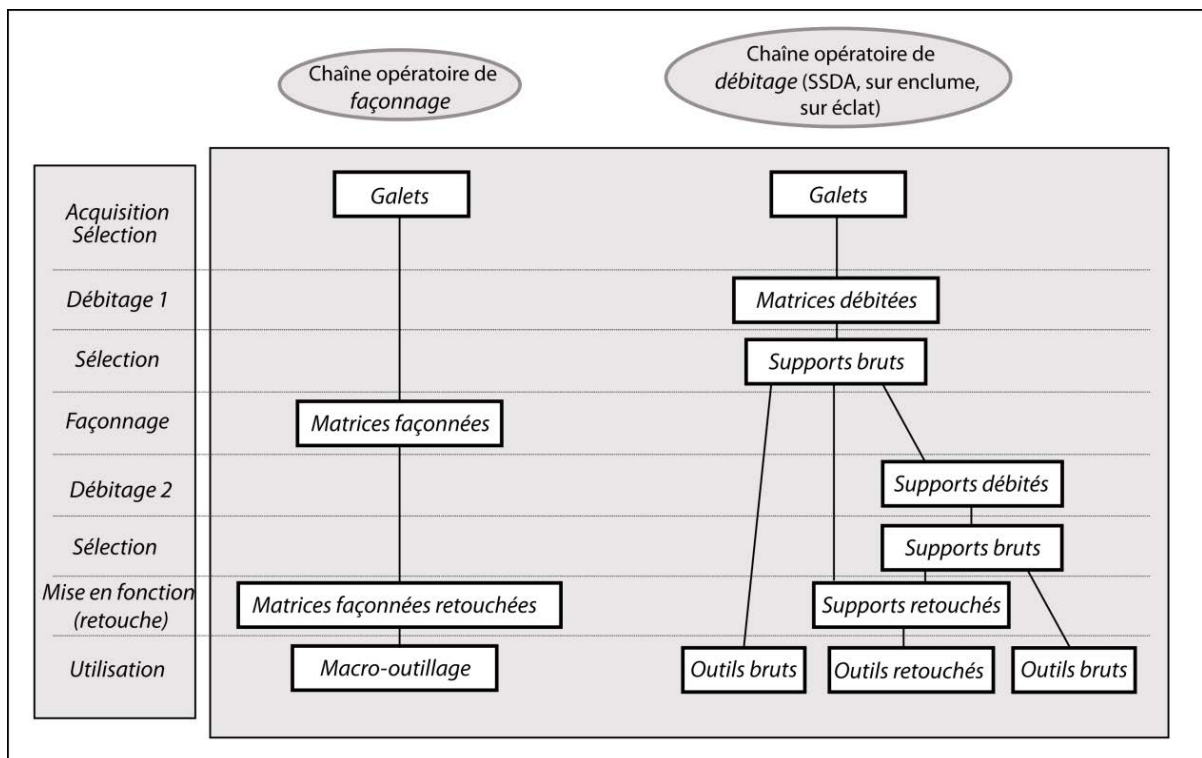 Chaîne opératoire de
façonnage
Chaîne opératoire de
débitage (SSDA, sur enclume,
sur éclat)
Acquisition
Sélection
Galets
Galets
Débitage 1
Matrices débitées
Sélection
Supports bruts
Façonnage
Matrices façonnées
Débitage 2
Supports débités
Sélection
Supports bruts
Mise en fonction
(retouche)
Matrices façonnées retouchées
Supports retouchés
Utilisation
Macro-outillage
Outils bruts
Outils retouchés
Outils bruts